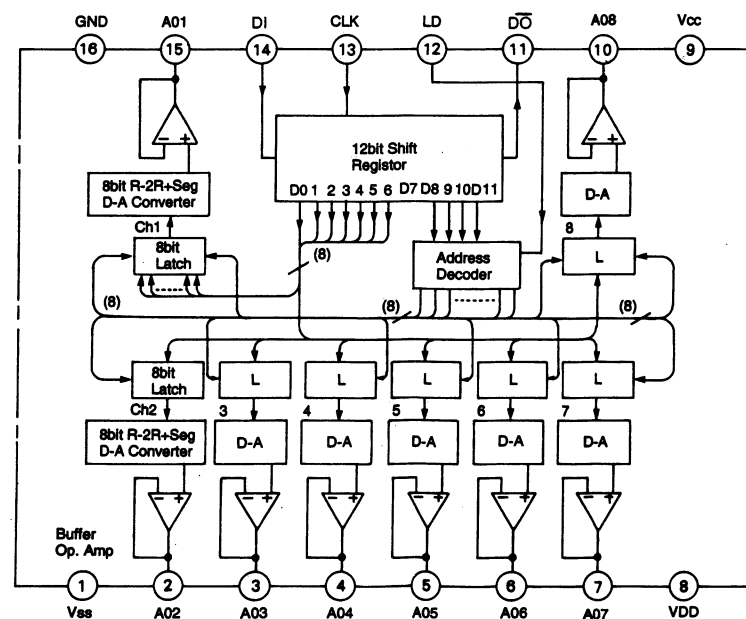 GND A01 DI CLK LD DO A08 Vcc
16 15 14 13 12 11 10 9
- +
- +
12bit Shift
Register
D0 1 2 3 4 5 6 D7 D8 9 10 D11
8bit R-2R+Seg
D-A Converter
D-A
Ch1
8
8bit
Latch
(8)
Address
Decoder
L
(8)
(8)
(8)
8bit
Latch
L
L
L
L
L
Ch2
3
4
5
6
7
8bit R-2R+Seg
D-A Converter
D-A
D-A
D-A
D-A
D-A
- +
- +
- +
- +
- +
- +
Buffer
Op. Amp
1 2 3 4 5 6 7 8
Vss A02 A03 A04 A05 A06 A07 VDD